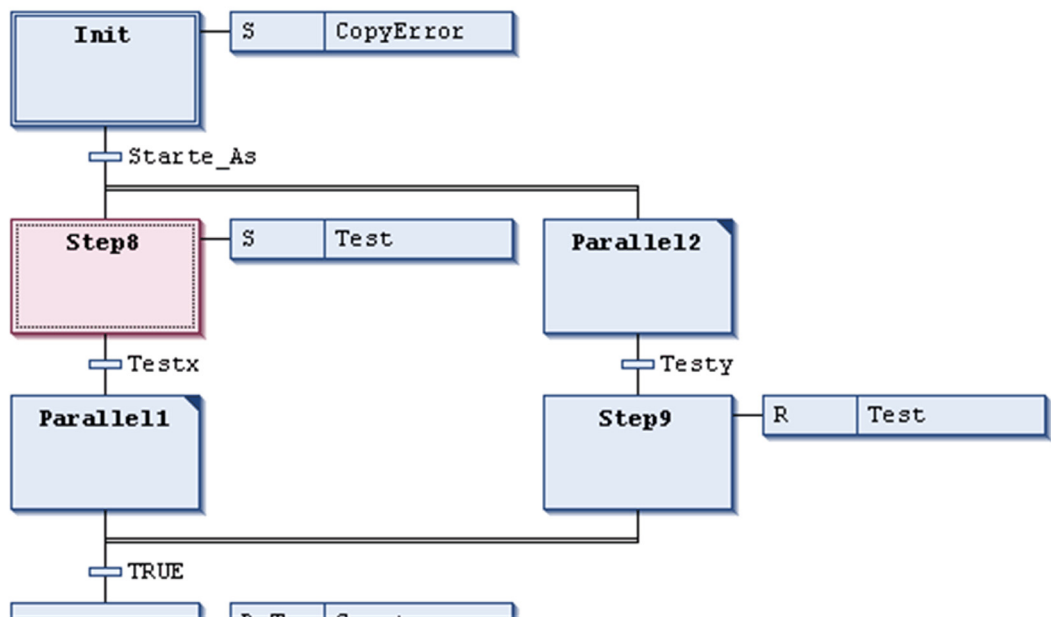 Init
S CopyError
Starte_As
Step8
S Test
Parallel2
Testx
Testy
Parallel1
Step9
R Test
TRUE